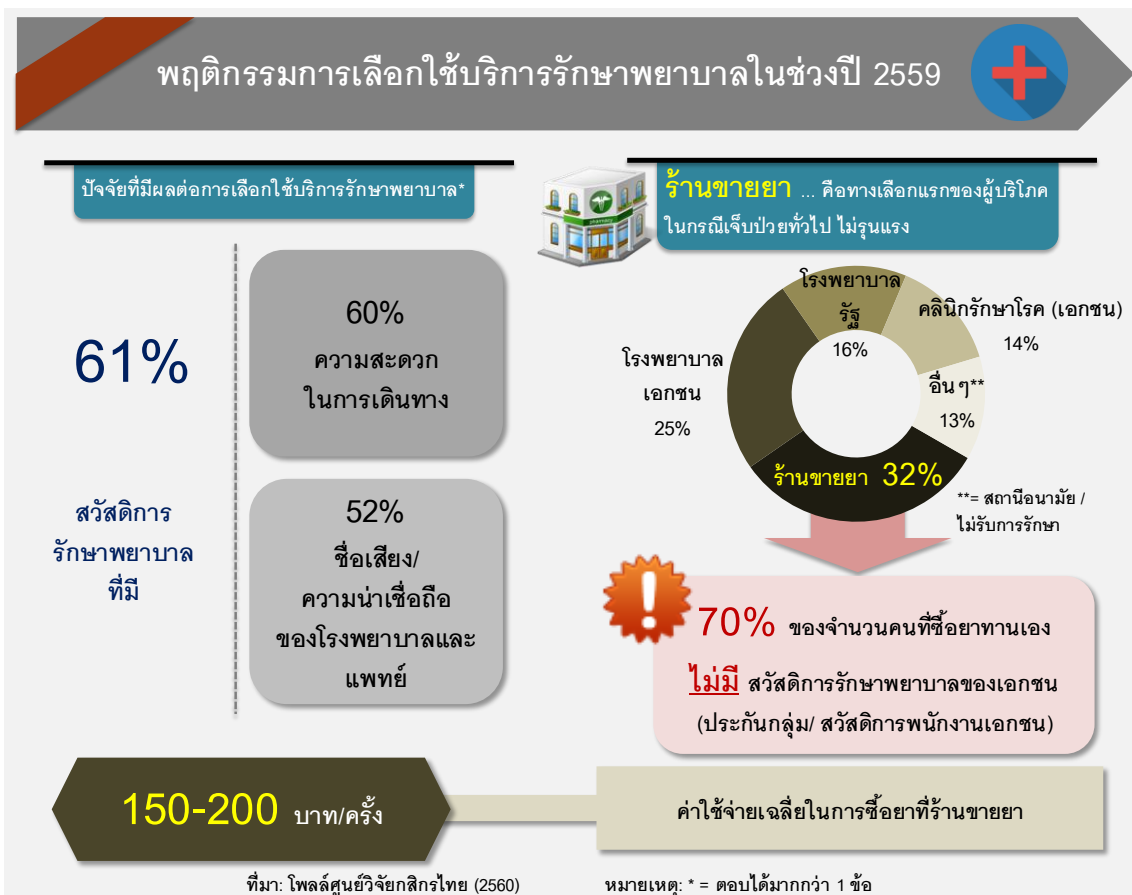 พฤติกรรมการเลือกใช้บริการรักษาพยาบาลในช่วงปี 2559
ปัจจัยที่มีผลต่อการเลือกใช้บริการรักษาพยาบาล*
61%
สวัสดิการ
รักษาพยาบาล
ที่มี
60%
ความสะดวก
ในการเดินทาง
52%
ชื่อเสียง/
ความน่าเชื่อถือ
ของโรงพยาบาลและ
แพทย์
ร้านขายยา ... คือทางเลือกแรกของผู้บริโภค
ในกรณีเจ็บป่วยทั่วไป ไม่รุนแรง
pharmacy
โรงพยาบาล
รัฐ
16%
คลินิกรักษาโรค (เอกชน)
14%
โรงพยาบาล
เอกชน
25%
อื่น ๆ**
13%
ร้านขายยา 32%
**= สถานีอนามัย /
ไม่รับการรักษา
70% ของจำนวนคนที่ซื้อยาทานเอง
ไม่มี สวัสดิการรักษาพยาบาลของเอกชน
(ประกันกลุ่ม/ สวัสดิการพนักงานเอกชน)
150-200 บาท/ครั้ง
ค่าใช้จ่ายเฉลี่ยในการซื้อยาที่ร้านขายยา
ที่มา: โพลล์ศูนย์วิจัยกสิกรไทย (2560)
หมายเหตุ: * = ตอบได้มากกว่า 1 ข้อ